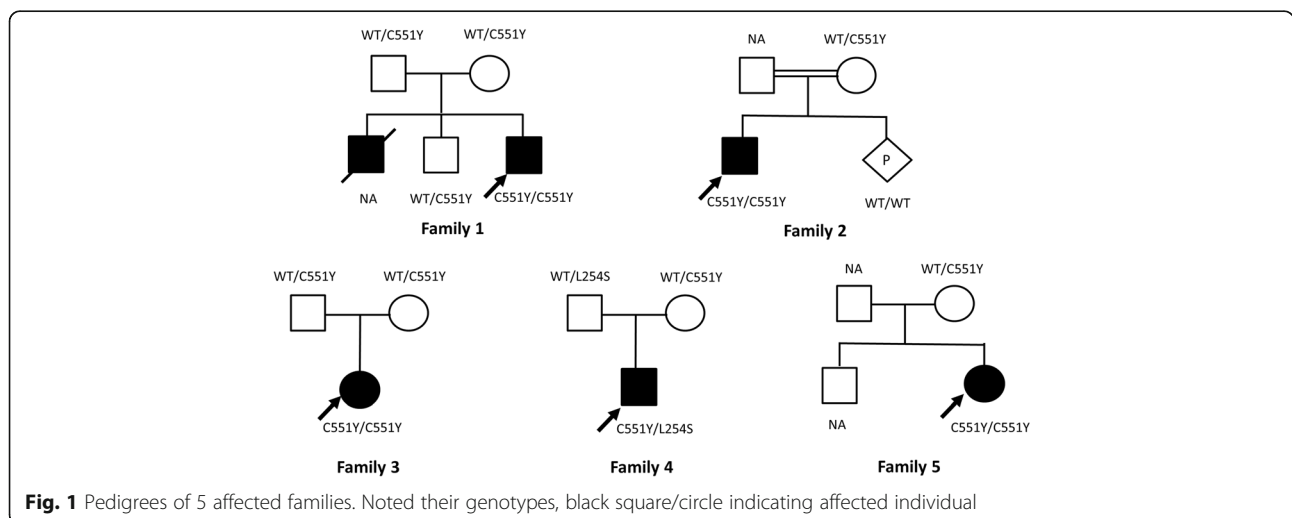 WT/C551Y WT/C551Y
NA WT/C551Y C551Y/C551Y
Family 1
NA WT/C551Y
P
C551Y/C551Y WT/WT
Family 2
WT/C551Y WT/C551Y
C551Y/C551Y
Family 3
WT/L254S WT/C551Y
C551Y/L254S
Family 4
NA WT/C551Y
NA C551Y/C551Y
Family 5
Fig. 1 Pedigrees of 5 affected families. Noted their genotypes, black square/circle indicating affected individual